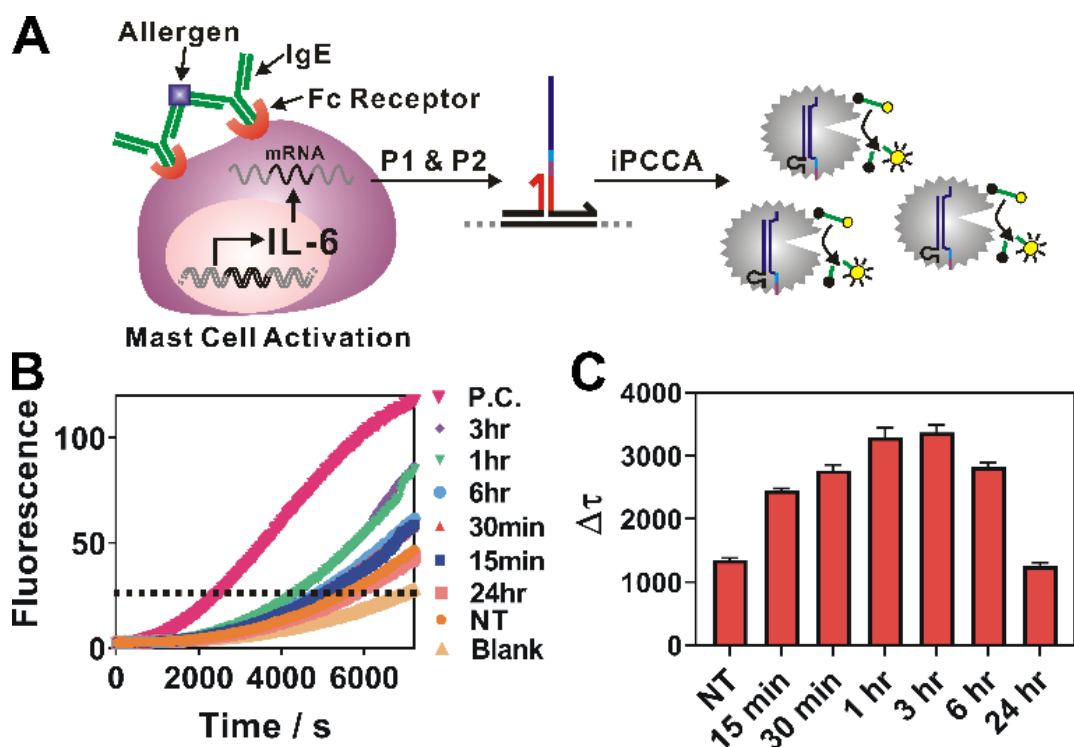 A
Allergen
IgE
Fc Receptor
mRNA
P1 & P2
iPCCA
IL-6
Mast Cell Activation
B
Fluorescence
100
50
0
0 2000 4000 6000
Time / s
P.C.
3hr
1hr
6hr
30min
15min
24hr
NT
Blank
C
Δτ
4000
3000
2000
1000
0
NT
15 min
30 min
1 hr
3 hr
6 hr
24 hr